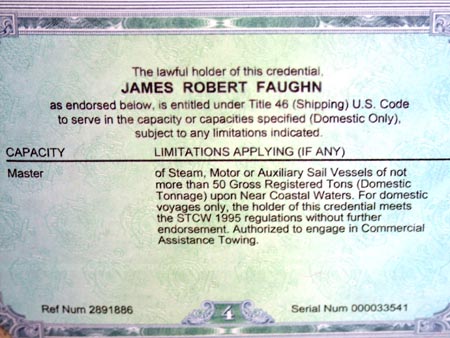 The lawful holder of this credential,
JAMES ROBERT FAUGHN
as endorsed below, is entitled under Title 46 (Shipping) U.S. Code
to serve in the capacity or capacities specified (Domestic Only),
subject to any limitations indicated.
CAPACITY LIMITATIONS APPLYING (IF ANY)
Master of Steam, Motor or Auxiliary Sail Vessels of not
more than 50 Gross Registered Tons (Domestic
Tonnage) upon Near Coastal Waters. For domestic
voyages only, the holder of this credential meets
the STCW 1995 regulations without further
endorsement. Authorized to engage in Commercial
Assistance Towing.
Ref Num 2891886 4 Serial Num 000033541